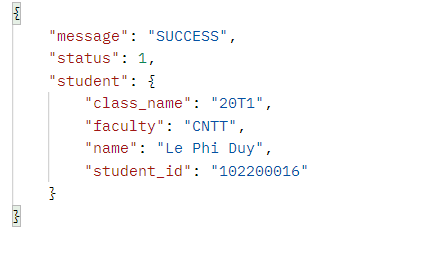 {
    "message": "SUCCESS",
    "status": 1,
    "student": {
        "class_name": "20T1",
        "faculty": "CNTT",
        "name": "Le Phi Duy",
        "student_id": "102200016"
    }
}